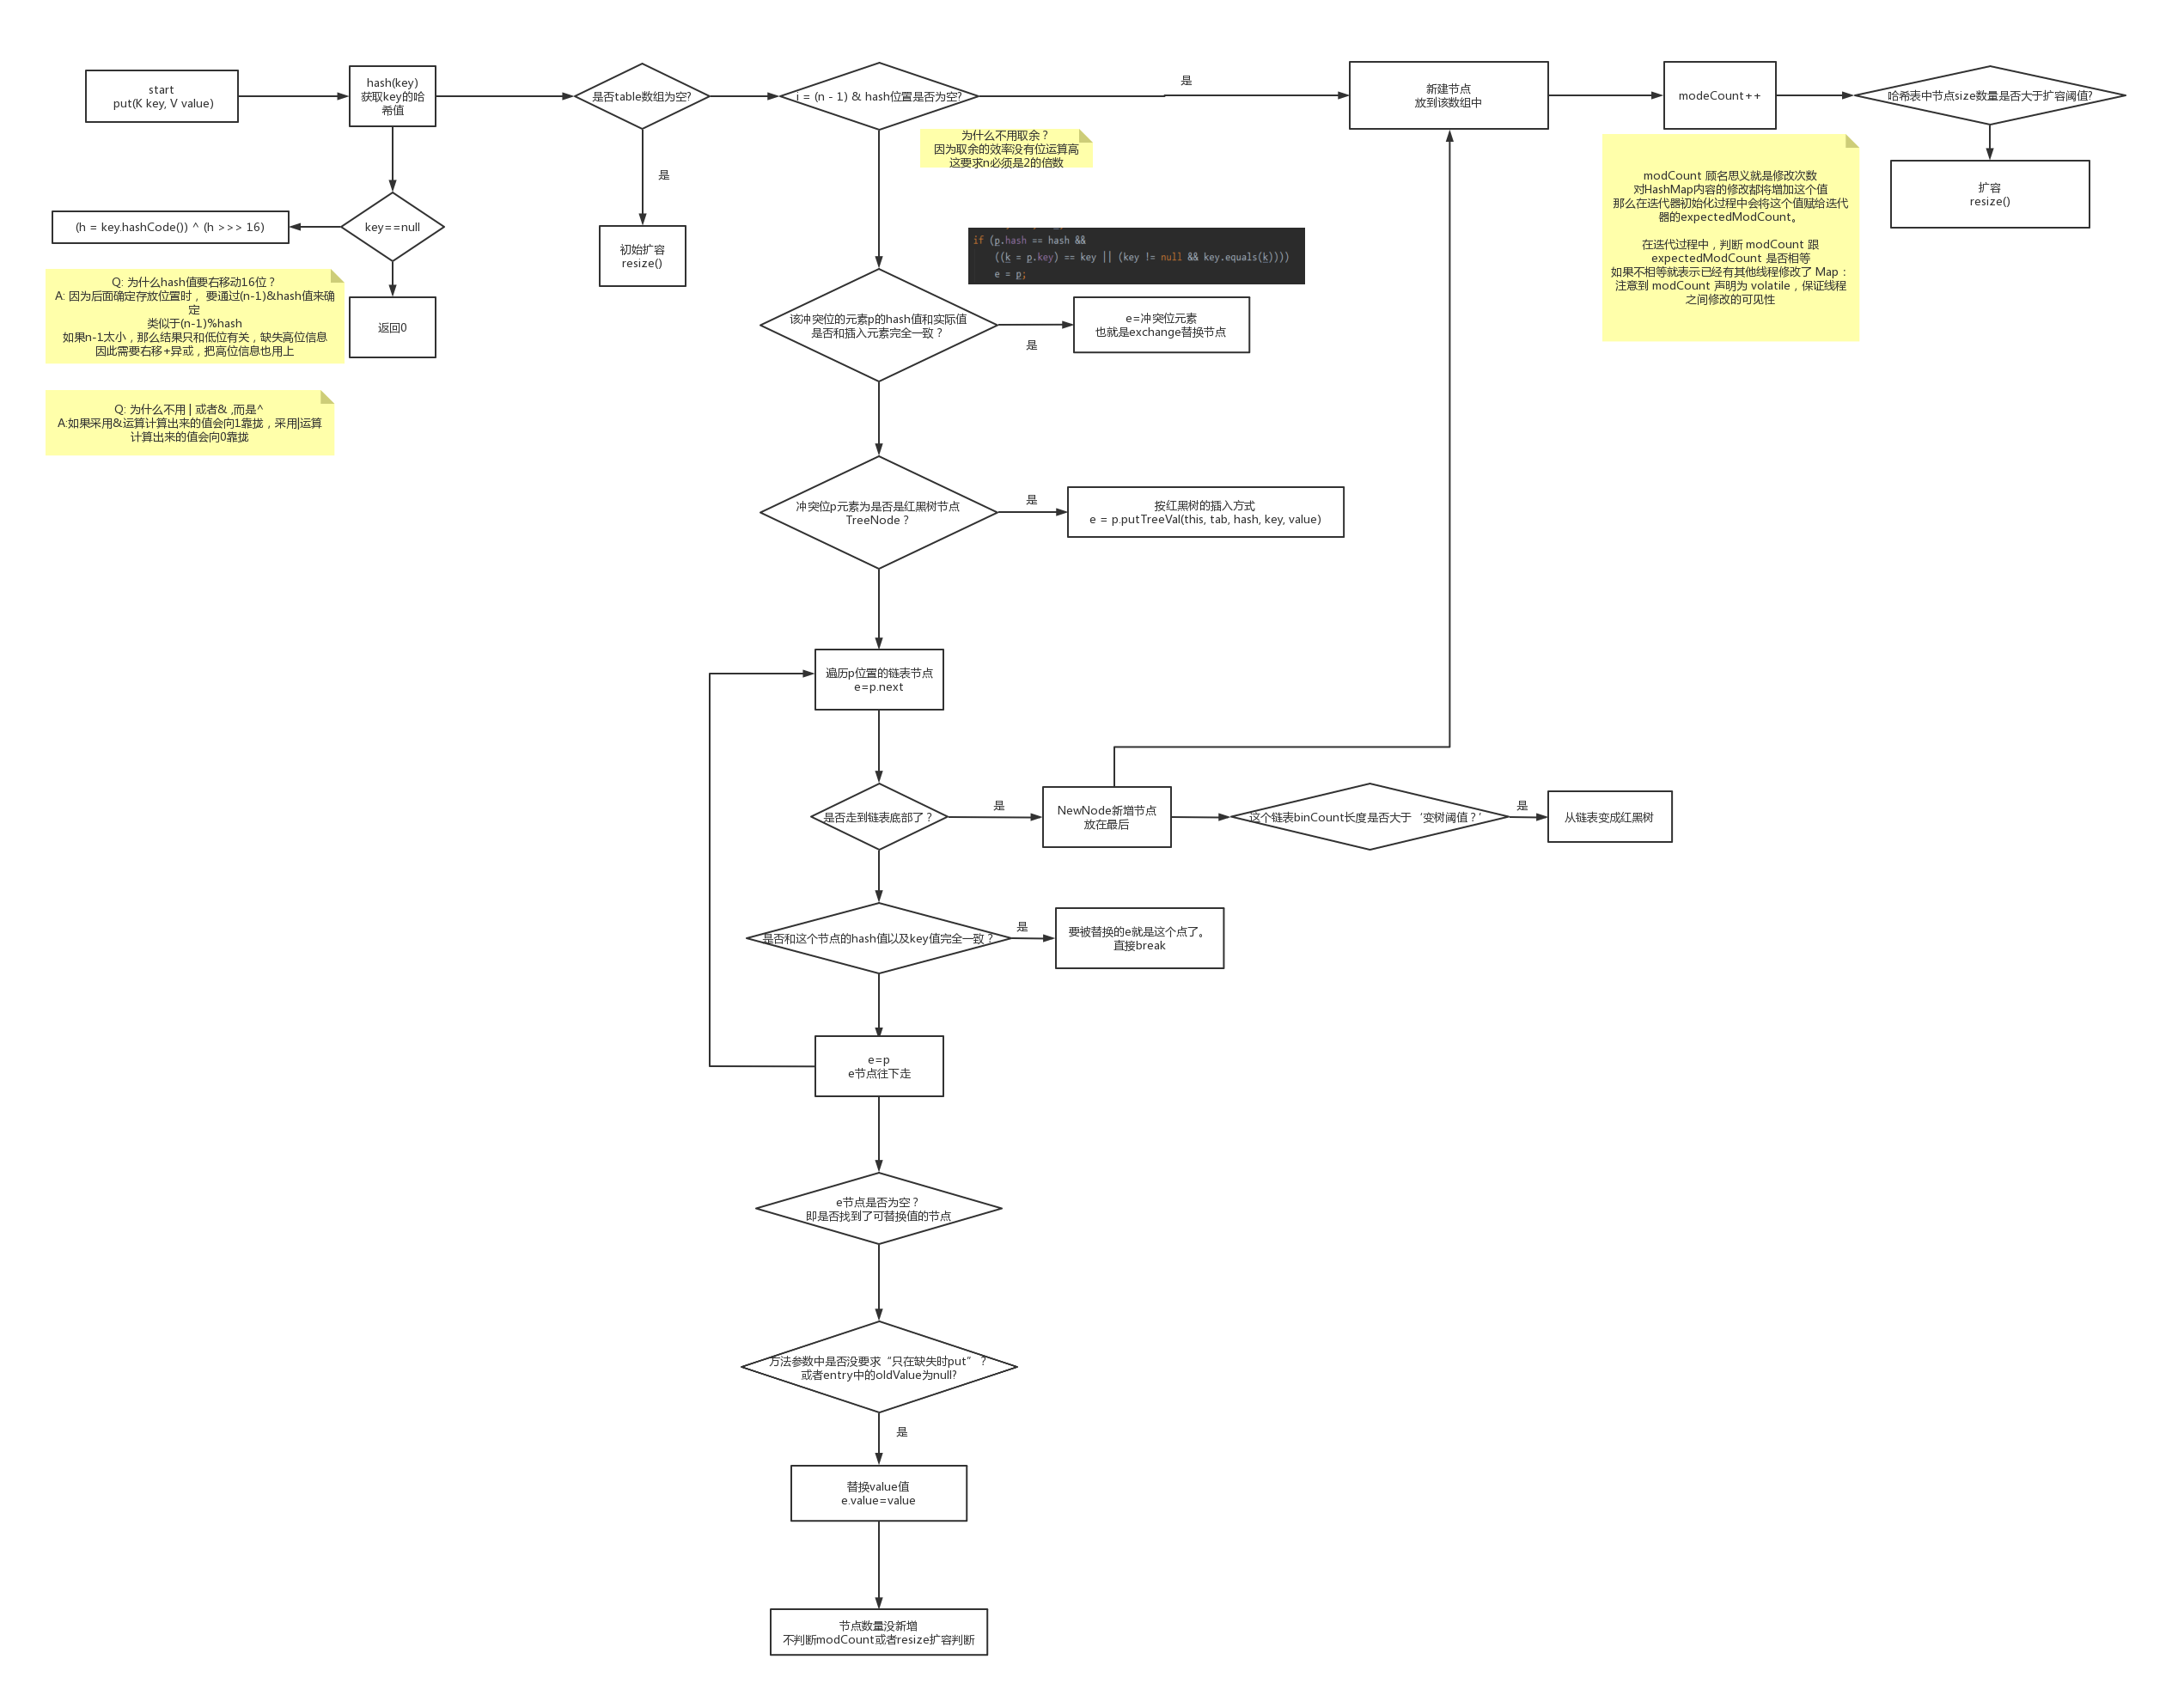 start
put(K key, V value)
hash(key)
获取key的哈
希值
是否table数组为空?
i = (n - 1) & hash位置是否为空?
是
新建节点
放到该数组中
modeCount++
哈希表中节点size数量是否大于扩容阈值?
为什么不用取余？
因为取余的效率没有位运算高
这要求n必须是2的倍数
是
初始扩容
resize()
扩容
resize()
modCount 顾名思义就是修改次数
对HashMap内容的修改都将增加这个值
那么在迭代器初始化过程中会将这个值赋给迭代
器的expectedModCount。
在迭代过程中，判断 modCount 跟
expectedModCount 是否相等
如果不相等就表示已经有其他线程修改了 Map：
注意到 modCount 声明为 volatile，保证线程
之间修改的可见性
key==null
(h = key.hashCode()) ^ (h >>> 16)
返回0
Q: 为什么hash值要右移动16位？
A: 因为后面确定存放位置时， 要通过(n-1)&hash值来确
定
类似于(n-1)%hash
如果n-1太小，那么结果只和低位有关，缺失高位信息
因此需要右移+异或，把高位信息也用上
Q: 为什么不用 | 或者& ,而是^
A:如果采用&运算计算出来的值会向1靠拢，采用|运算
计算出来的值会向0靠拢
if (p.hash == hash &&
((k = p.key) == key || (key != null && key.equals(k))))
e = p;
该冲突位的元素p的hash值和实际值
是否和插入元素完全一致？
是
e=冲突位元素
也就是exchange替换节点
冲突位p元素为是否是红黑树节点
TreeNode？
是
按红黑树的插入方式
e = p.putTreeVal(this, tab, hash, key, value)
遍历p位置的链表节点
e=p.next
是否走到链表底部了？
是
NewNode新增节点
放在最后
这个链表binCount长度是否大于‘变树阈值？’
是
从链表变成红黑树
是否和这个节点的hash值以及key值完全一致？
是
要被替换的e就是这个点了。
直接break
e=p
e节点往下走
e节点是否为空？
即是否找到了可替换值的节点
方法参数中是否没要求“只在缺失时put”？
或者entry中的oldValue为null?
是
替换value值
e.value=value
节点数量没新增
不判断modCount或者resize扩容判断